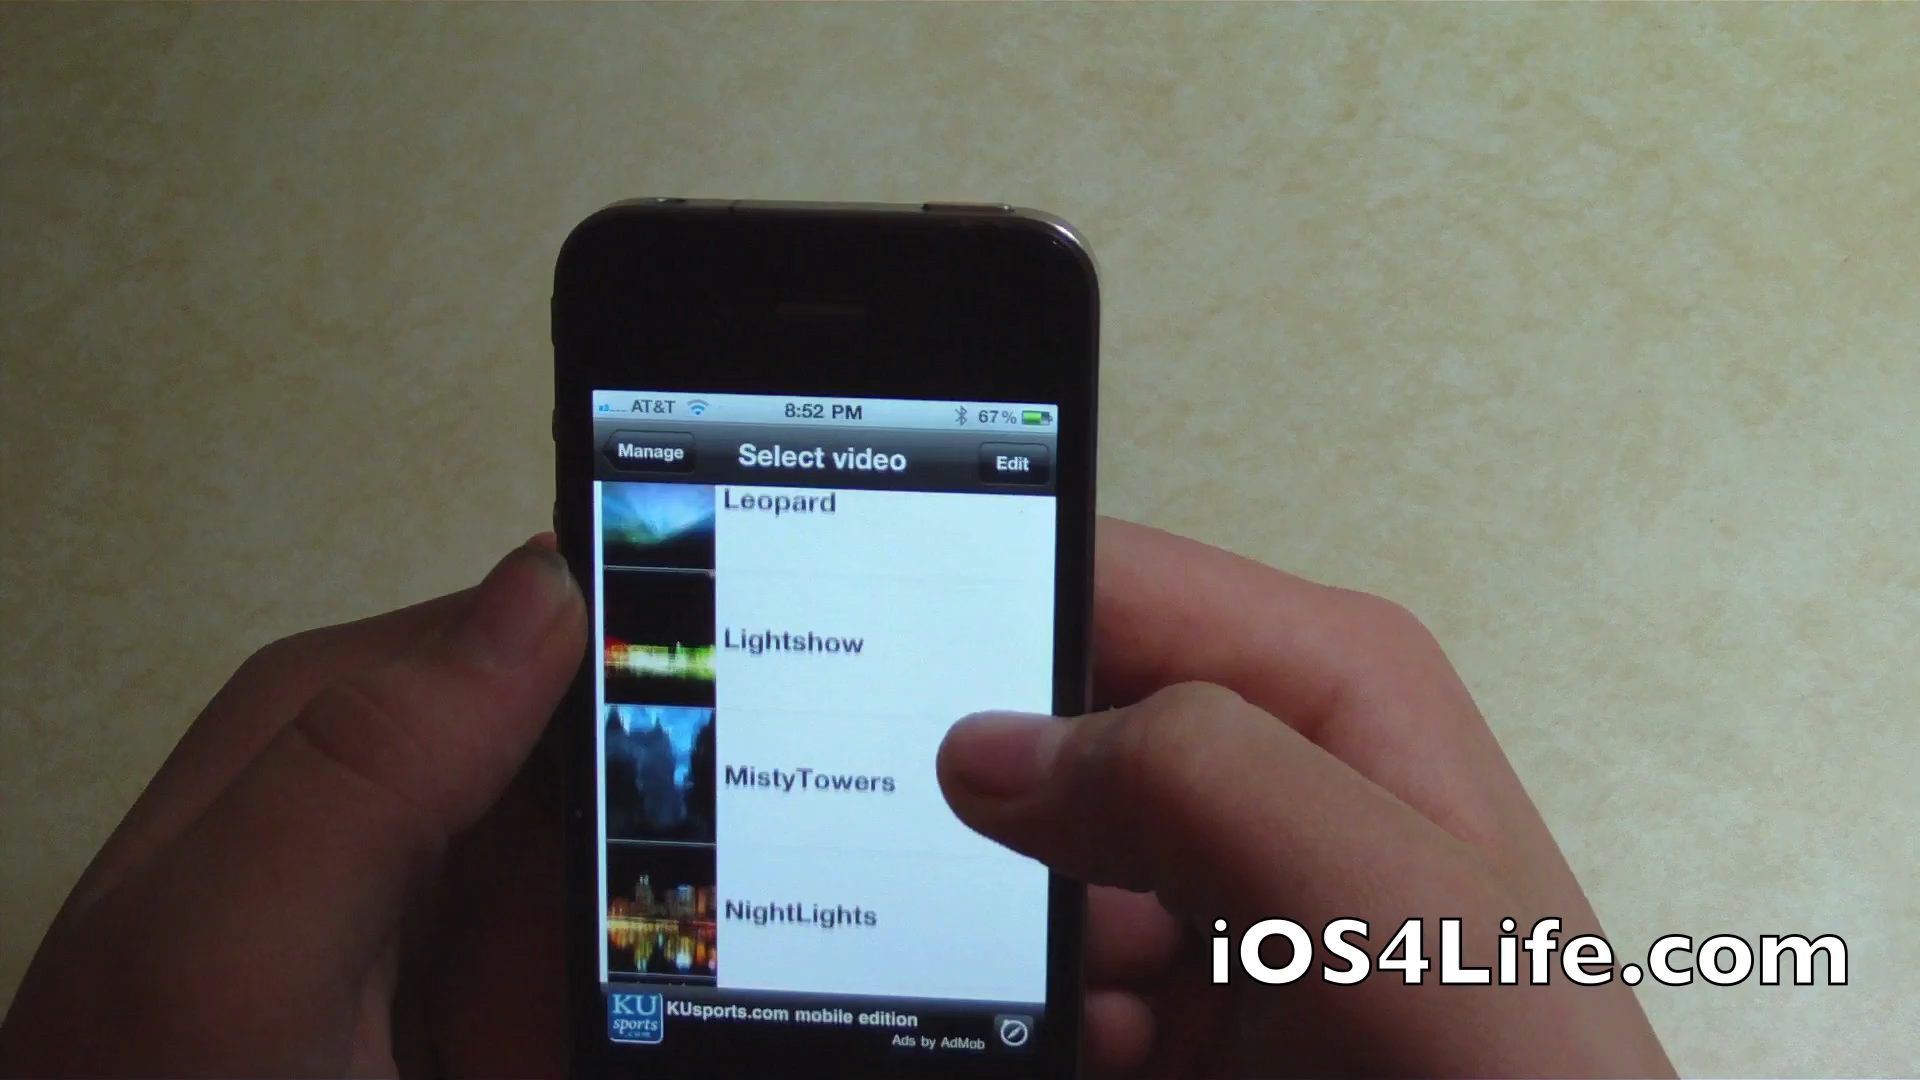 AT&T 8:52 PM 67%
Manage Select video Edit
Leopard
Lightshow
MistyTowers
NightLights
KU
sports
.com
KUsports.com mobile edition
Ads by AdMob
iOS4Life.com